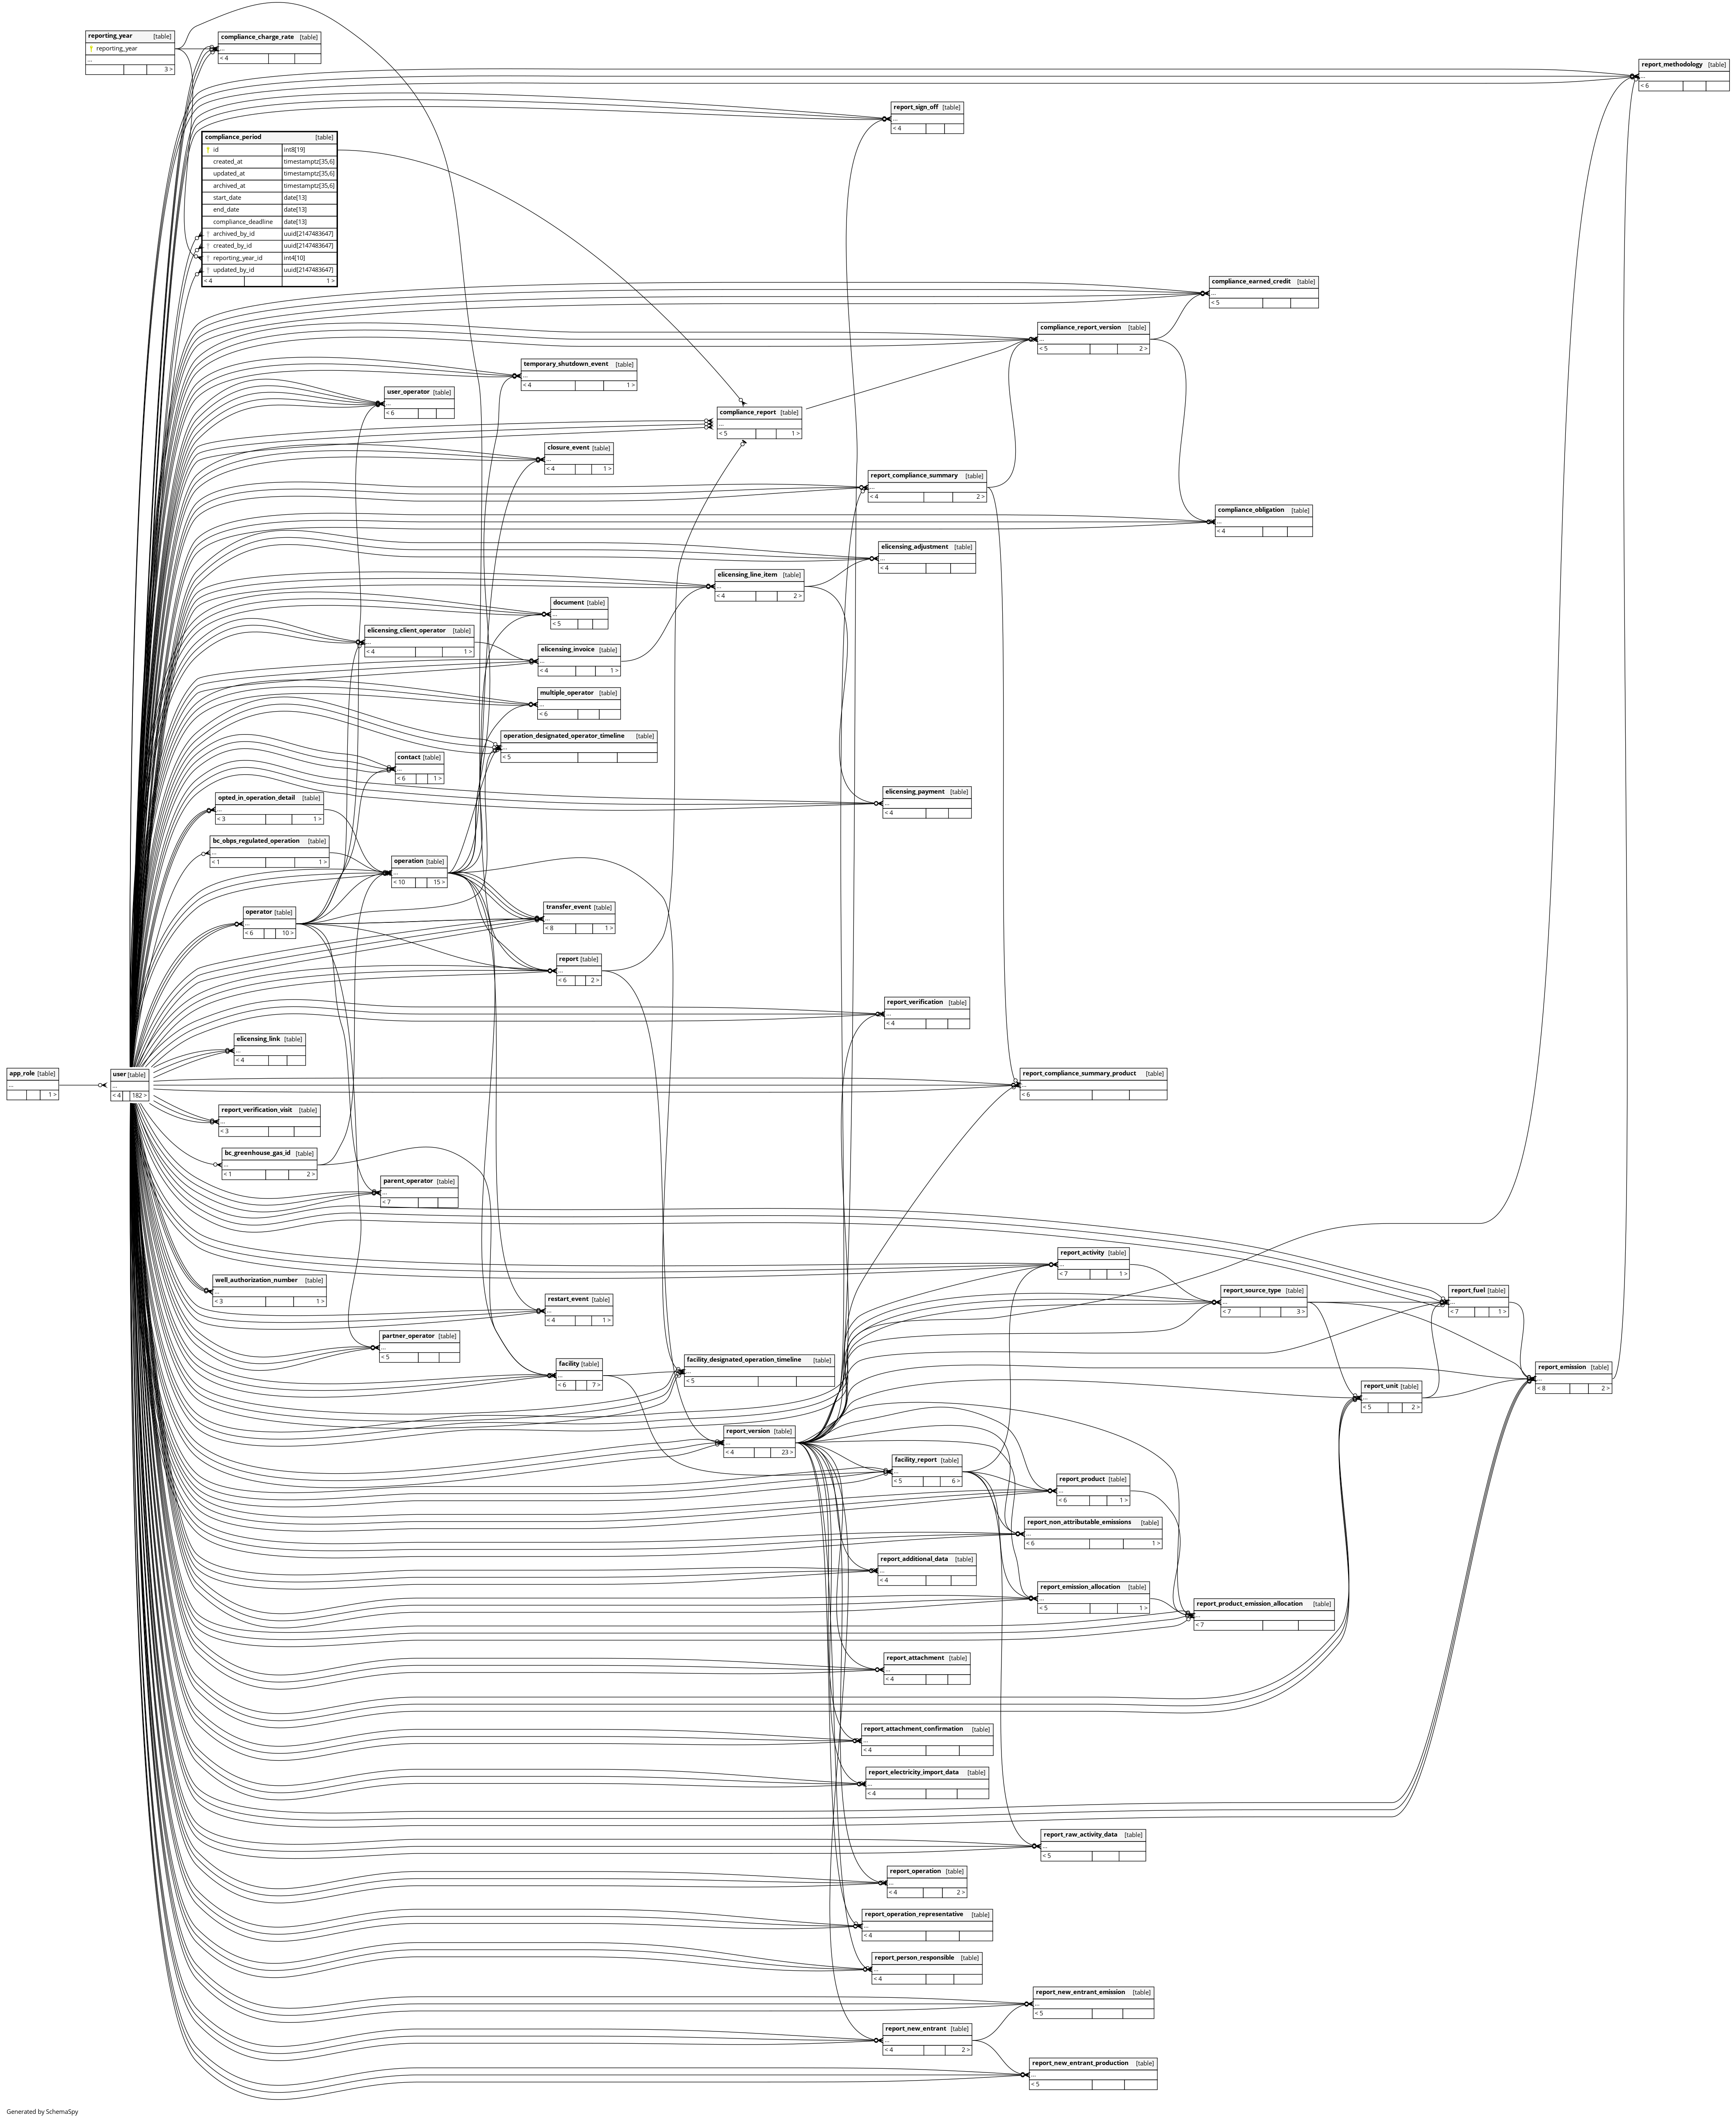 reporting_year [table]
reporting_year
...
3 >
compliance_charge_rate [table]
...
< 4
report_methodology [table]
...
< 6
report_sign_off [table]
...
< 4
compliance_period [table]
id int8[19]
created_at timestamptz[35,6]
updated_at timestamptz[35,6]
archived_at timestamptz[35,6]
start_date date[13]
end_date date[13]
compliance_deadline date[13]
archived_by_id uuid[2147483647]
created_by_id uuid[2147483647]
reporting_year_id int4[10]
updated_by_id uuid[2147483647]
< 4 1 >
compliance_earned_credit [table]
...
< 5
compliance_report_version [table]
...
< 5 2 >
temporary_shutdown_event [table]
...
< 4 1 >
user_operator [table]
...
< 6
compliance_report [table]
...
< 5 1 >
closure_event [table]
...
< 4 1 >
report_compliance_summary [table]
...
< 4 2 >
compliance_obligation [table]
...
< 4
elicensing_adjustment [table]
...
< 4
elicensing_line_item [table]
...
< 4 2 >
document [table]
...
< 5
elicensing_client_operator [table]
...
< 4 1 >
elicensing_invoice [table]
...
< 4 1 >
multiple_operator [table]
...
< 6
operation_designated_operator_timeline [table]
...
< 5
contact [table]
...
< 6 1 >
elicensing_payment [table]
...
< 4
opted_in_operation_detail [table]
...
< 3 1 >
bc_obps_regulated_operation [table]
...
< 1 1 >
operation [table]
...
< 10 15 >
operator [table]
...
< 6 10 >
transfer_event [table]
...
< 8 1 >
report [table]
...
< 6 2 >
report_verification [table]
...
< 4
elicensing_link [table]
...
< 4
app_role [table]
...
1 >
user [table]
...
< 4 182 >
report_compliance_summary_product [table]
...
< 6
report_verification_visit [table]
...
< 3
bc_greenhouse_gas_id [table]
...
< 1 2 >
parent_operator [table]
...
< 7
report_activity [table]
...
< 7 1 >
well_authorization_number [table]
...
< 3 1 >
restart_event [table]
...
< 4 1 >
report_source_type [table]
...
< 7 3 >
report_fuel [table]
...
< 7 1 >
partner_operator [table]
...
< 5
facility [table]
...
< 6 7 >
facility_designated_operation_timeline [table]
...
< 5
report_emission [table]
...
< 8 2 >
report_unit [table]
...
< 5 2 >
report_version [table]
...
< 4 23 >
facility_report [table]
...
< 5 6 >
report_product [table]
...
< 6 1 >
report_non_attributable_emissions [table]
...
< 6 1 >
report_additional_data [table]
...
< 4
report_emission_allocation [table]
...
< 5 1 >
report_product_emission_allocation [table]
...
< 7
report_attachment [table]
...
< 4
report_attachment_confirmation [table]
...
< 4
report_electricity_import_data [table]
...
< 4
report_raw_activity_data [table]
...
< 5
report_operation [table]
...
< 4 2 >
report_operation_representative [table]
...
< 4
report_person_responsible [table]
...
< 4
report_new_entrant_emission [table]
...
< 5
report_new_entrant [table]
...
< 4 2 >
report_new_entrant_production [table]
...
< 5
Generated by SchemaSpy